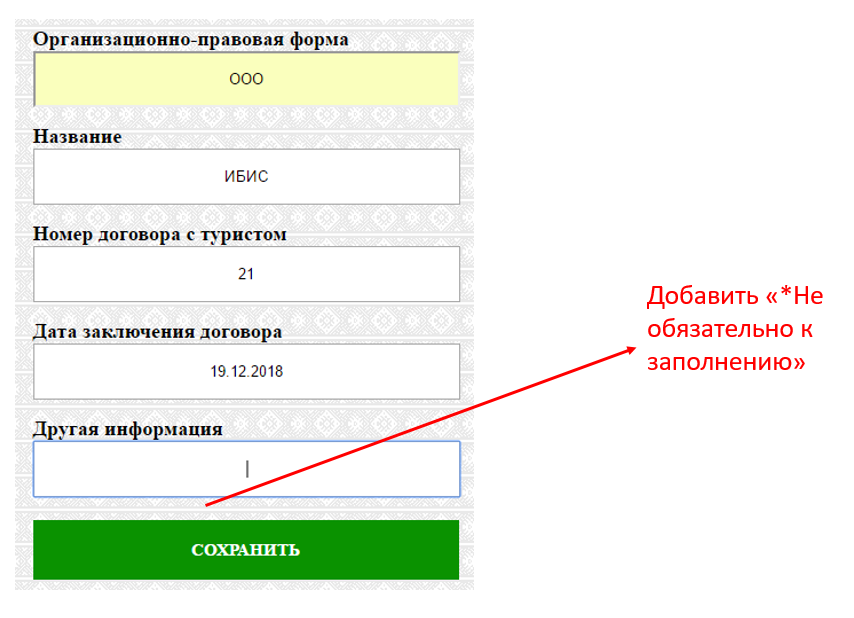 Организационно-правовая форма
ООО
Название
ИБИС
Номер договора с туристом
21
Дата заключения договора
19.12.2018
Другая информация
СОХРАНИТЬ
Добавить «*Не
обязательно к
заполнению»